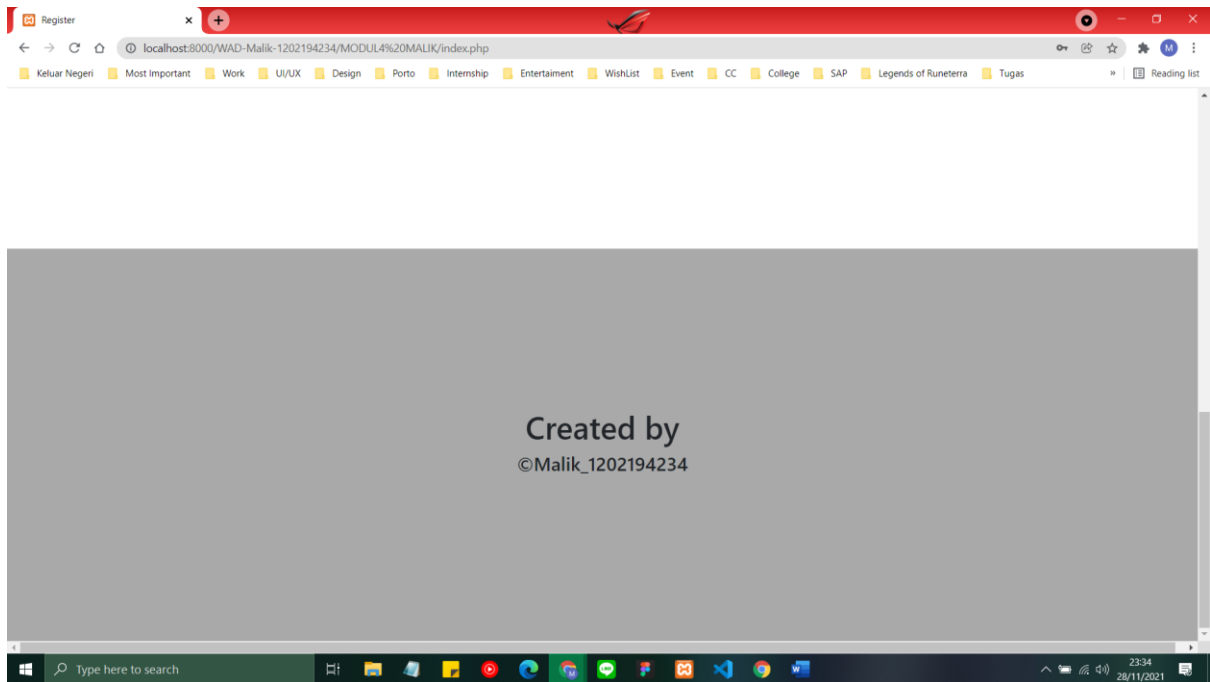 Register
localhost:8000/WAD-Malik-1202194234/MODUL4%20MALIK/index.php
M
Keluar Negeri Most Important Work UI/UX Design Porto Internship Entertaiment WishList Event CC College SAP Legends of Runeterra Tugas » Reading list
Created by
©Malik_1202194234
Type here to search
23:34
28/11/2021